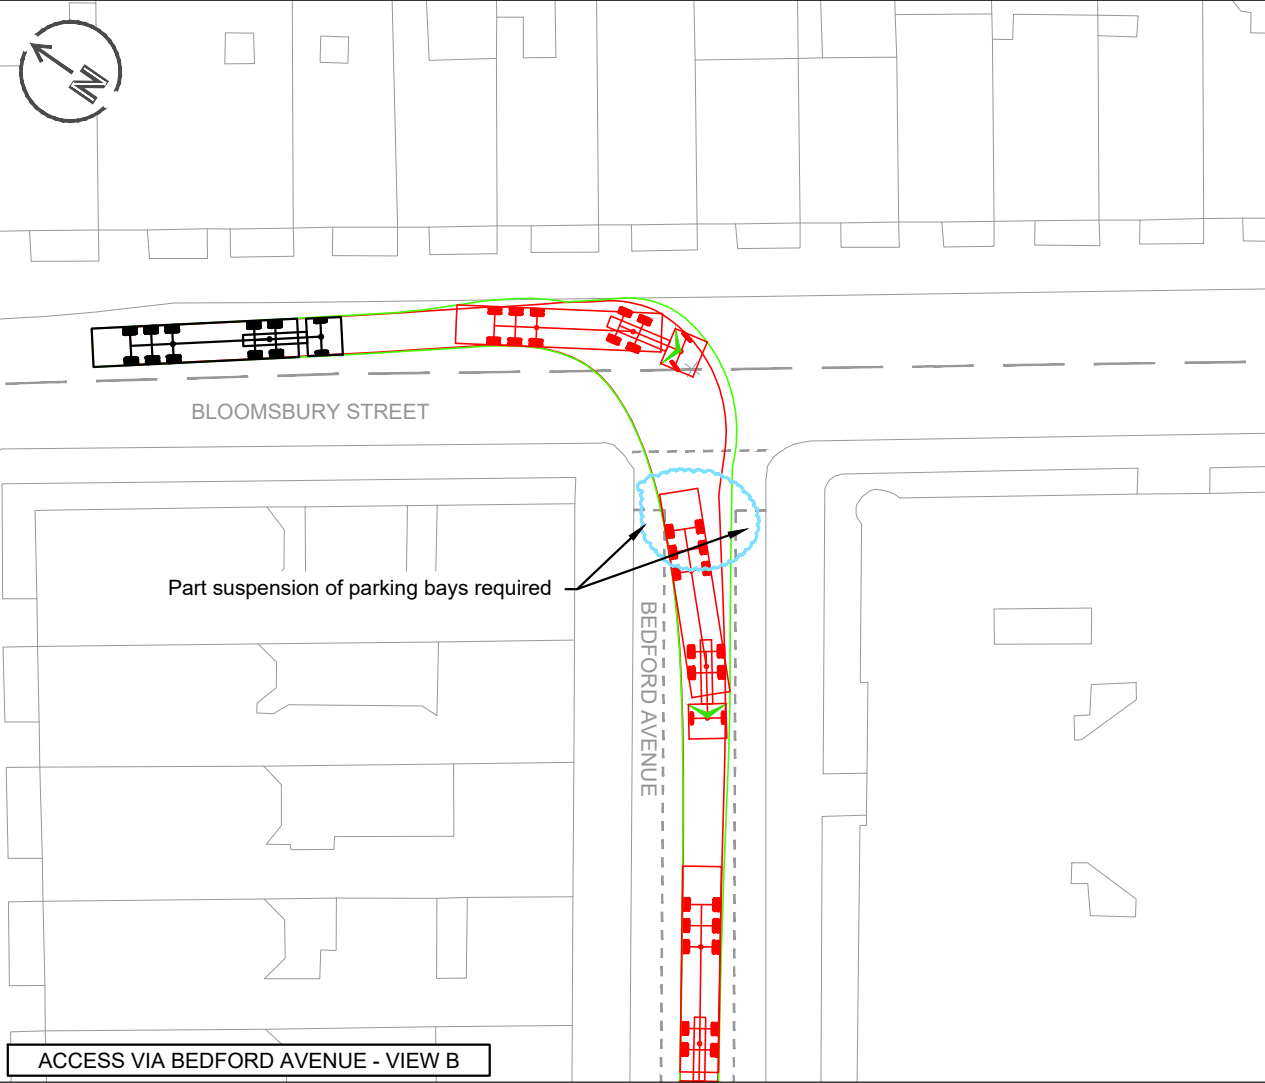 N
BLOOMSBURY STREET
Part suspension of parking bays required
BEDFORD AVENUE
ACCESS VIA BEDFORD AVENUE - VIEW B